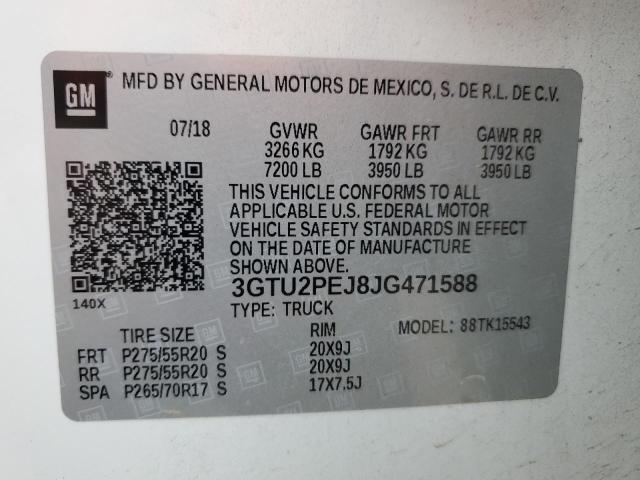 GM ® MFD BY GENERAL MOTORS DE MEXICO, S. DE R.L. DE C.V.
07/18 GVWR GAWR FRT GAWR RR
3266 KG 1792 KG 1792 KG
7200 LB 3950 LB 3950 LB
THIS VEHICLE CONFORMS TO ALL
APPLICABLE U.S. FEDERAL MOTOR
VEHICLE SAFETY STANDARDS IN EFFECT
ON THE DATE OF MANUFACTURE
SHOWN ABOVE.
140X 3GTU2PEJ8JG471588
TYPE: TRUCK MODEL: 88TK15543
TIRE SIZE RIM
FRT P275/55R20 S 20X9J
RR P275/55R20 S 20X9J
SPA P265/70R17 S 17X7.5J